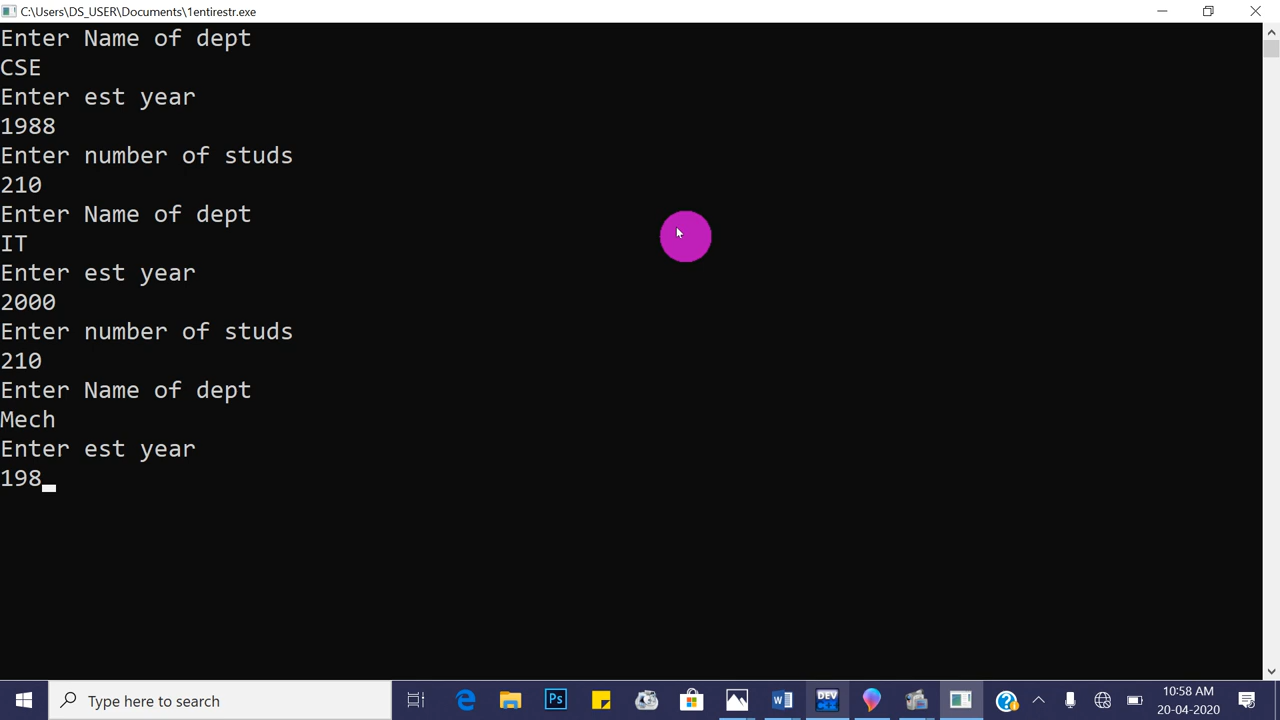 C:\Users\DS_USER\Documents\1entirestr.exe
Enter Name of dept
CSE
Enter est year
1988
Enter number of studs
210
Enter Name of dept
IT
Enter est year
2000
Enter number of studs
210
Enter Name of dept
Mech
Enter est year
198
Type here to search
Ps
W
DEV
C++
10:58 AM
20-04-2020